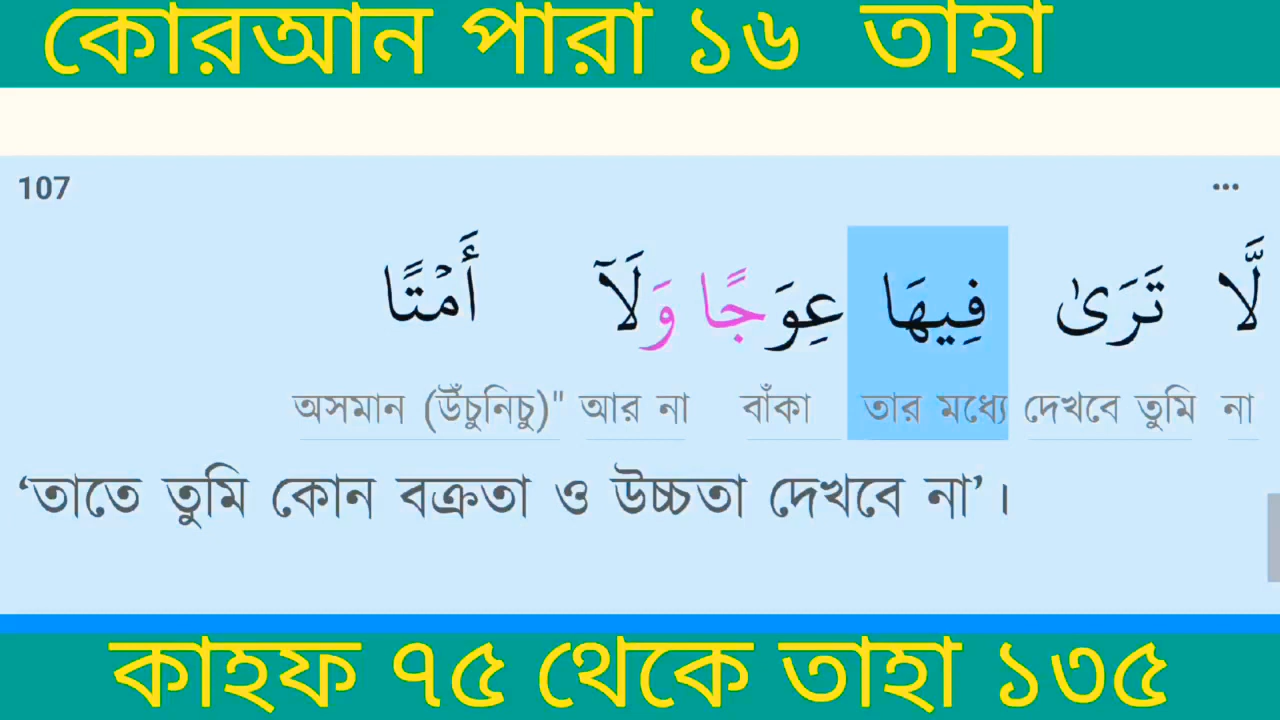 কোরআন পারা ১৬ তাহা
107
لَّا تَرَىٰ فِيهَا عِوَجًا وَلَآ أَمْتًا
অসমান (উঁচুনিচু)" আর না বাঁকা তার মধ্যে দেখবে তুমি না
‘তাতে তুমি কোন বক্রতা ও উচ্চতা দেখবে না’।
কাহফ ৭৫ থেকে তাহা ১৩৫